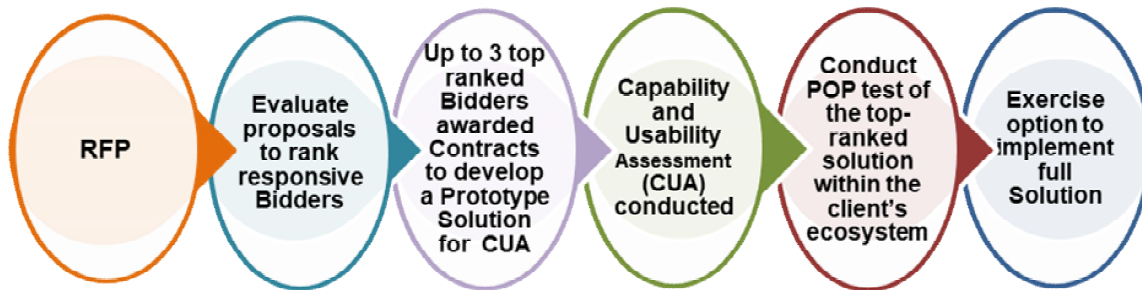 RFP
Evaluate
proposals
to rank
responsive
Bidders
Up to 3 top
ranked
Bidders
awarded
Contracts
to develop
a Prototype
Solution
for CUA
Capability
and
Usability
Assessment
(CUA)
conducted
Conduct
POP test of
the top-
ranked
solution
within the
client's
ecosystem
Exercise
option to
implement
full
Solution